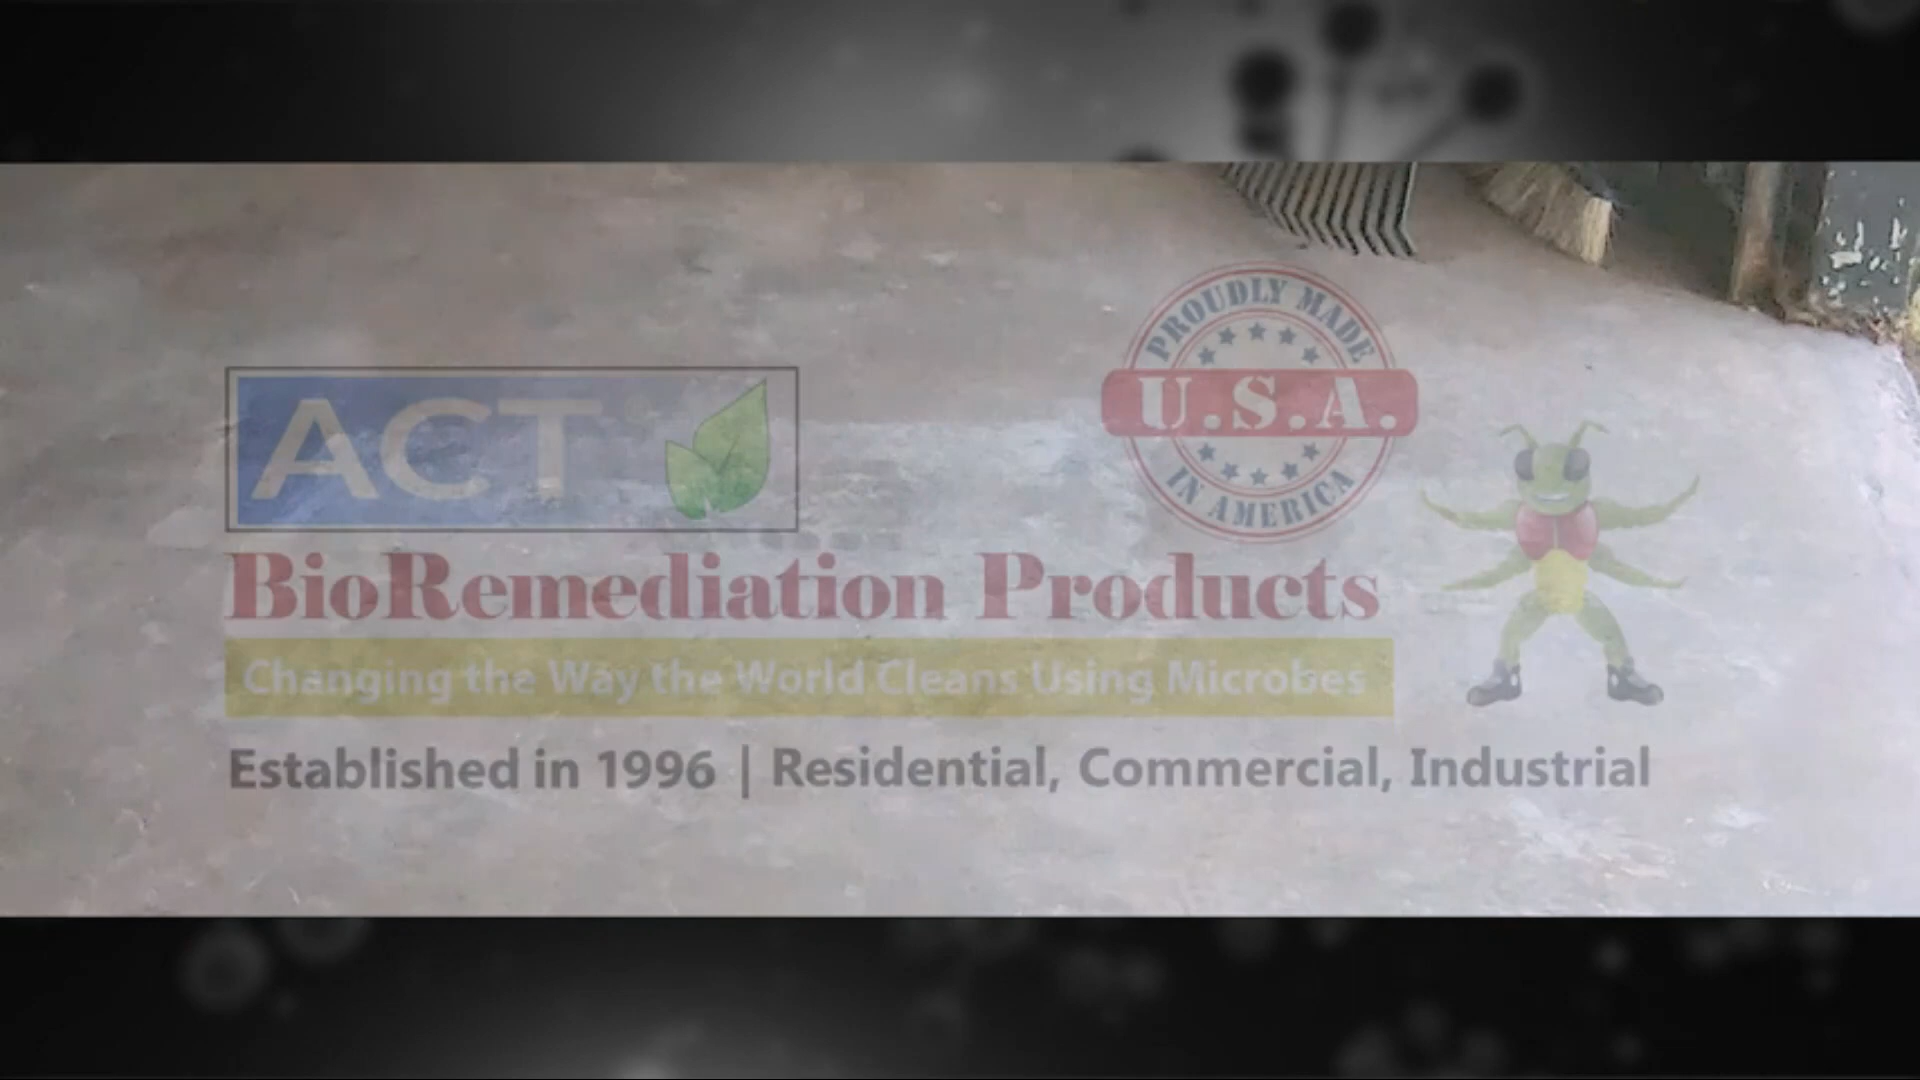 PROUDLY MADE
U.S.A.
IN AMERICA
ACT
BioRemediation Products
Changing the Way the World Cleans Using Microbes
Established in 1996 | Residential, Commercial, Industrial